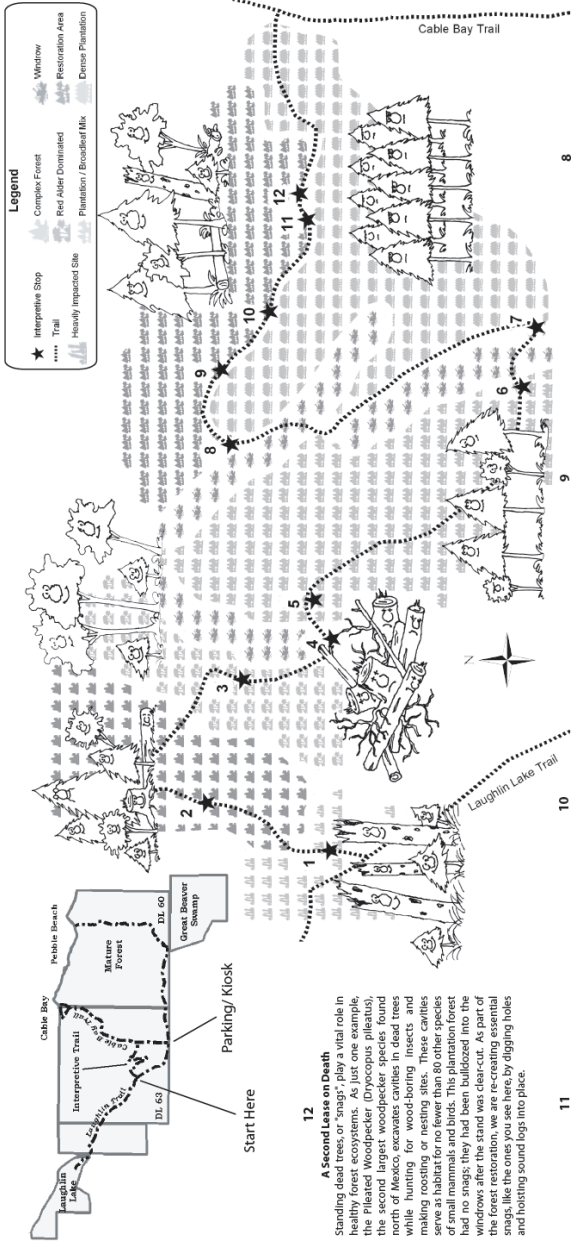 Legend
Interpretive Stop
Trail
Heavily Impacted Site
Complex Forest
Red Alder Dominated
Plantation / Broadleaf Mix
Windrow
Restoration Area
Dense Plantation
Cable Bay Trail
Laughlin Lake Trail
N
1
2
3
4
5
6
7
8
9
10
11
12
Laughlin
Lake
Laughlin Trail
Interpretive Trail
Cable Bay
Cable Bay Trail
Pebble Beach
Mature
Forest
DL 63
DL 60
Great Beaver
Swamp
Start Here
Parking/ Kiosk
12
A Second Lease on Death
Standing dead trees, or "snags", play a vital role in
healthy forest ecosystems. As just one example,
the Pileated Woodpecker (Dryocopus pileatus),
the second largest woodpecker species found
north of Mexico, excavates cavities in dead trees
while hunting for wood-boring insects and
making roosting or nesting sites. These cavities
serve as habitat for no fewer than 80 other species
of small mammals and birds. This plantation forest
had no snags; they had been bulldozed into the
windrows after the stand was clear-cut. As part of
the forest restoration, we are re-creating essential
snags, like the ones you see here, by digging holes
and hoisting sound logs into place.
11
10
9
8